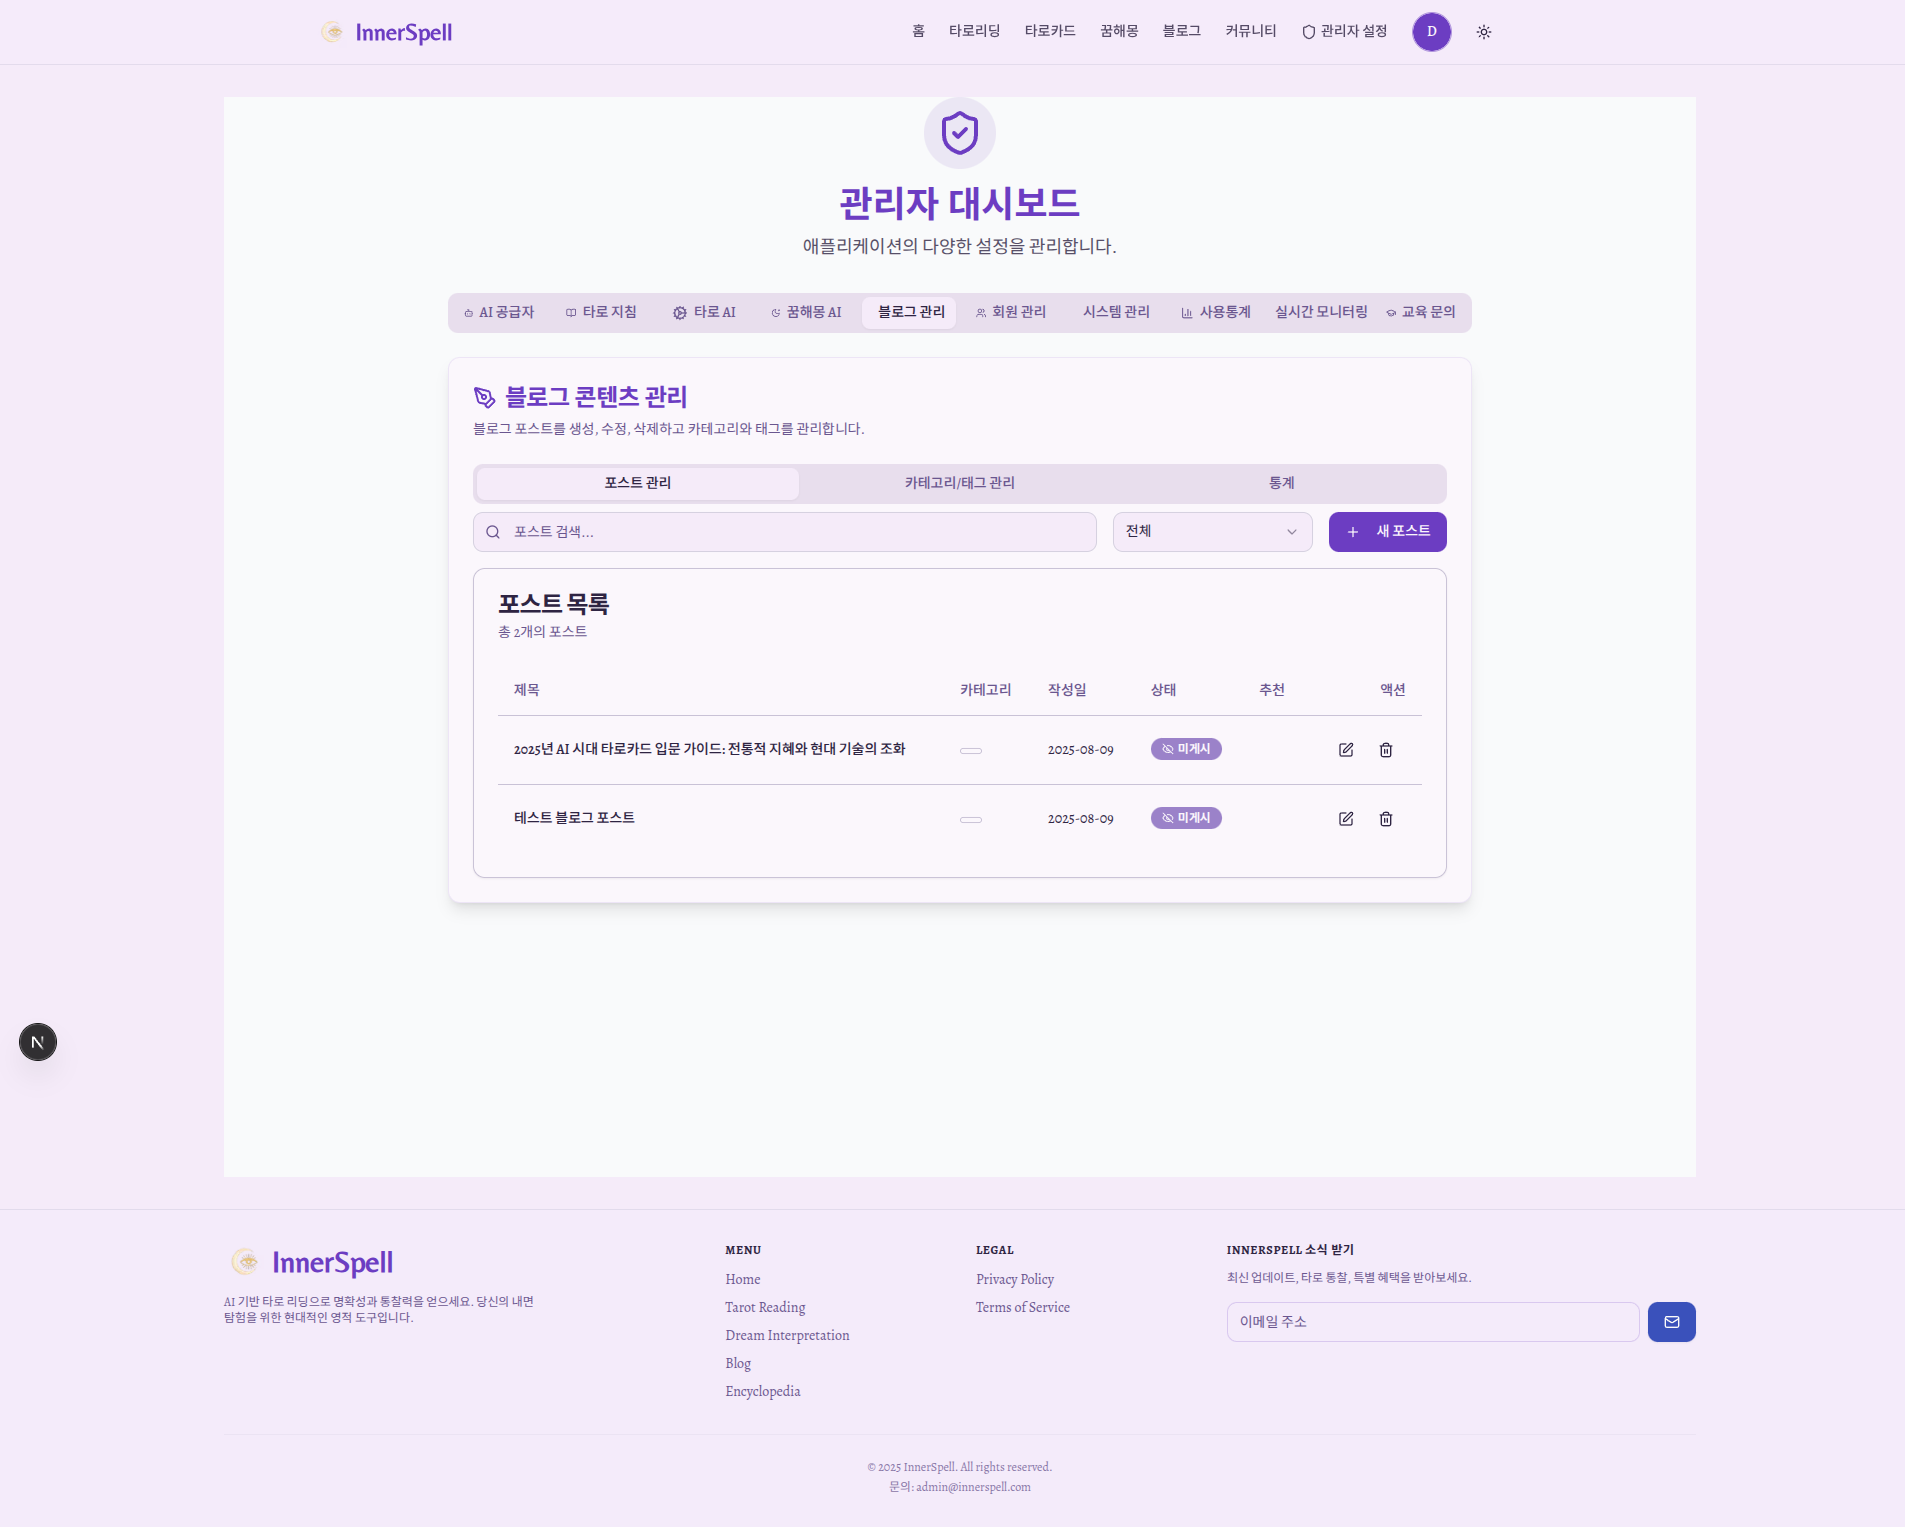 InnerSpell
홈 타로리딩 타로카드 꿈해몽 블로그 커뮤니티 관리자 설정 D
관리자 대시보드
애플리케이션의 다양한 설정을 관리합니다.
AI 공급자 타로 지침 타로 AI 꿈해몽 AI 블로그 관리 회원 관리 시스템 관리 사용통계 실시간 모니터링 교육 문의
블로그 콘텐츠 관리
블로그 포스트를 생성, 수정, 삭제하고 카테고리와 태그를 관리합니다.
포스트 관리 카테고리/태그 관리 통계
포스트 검색... 전체 새 포스트
포스트 목록
총 2개의 포스트
제목 카테고리 작성일 상태 추천 액션
2025년 AI 시대 타로카드 입문 가이드: 전통적 지혜와 현대 기술의 조화 2025-08-09 미게시
테스트 블로그 포스트 2025-08-09 미게시
N
InnerSpell
AI 기반 타로 리딩으로 명확성과 통찰력을 얻으세요. 당신의 내면
탐험을 위한 현대적인 영적 도구입니다.
MENU
Home
Tarot Reading
Dream Interpretation
Blog
Encyclopedia
LEGAL
Privacy Policy
Terms of Service
INNERSPELL 소식 받기
최신 업데이트, 타로 통찰, 특별 혜택을 받아보세요.
이메일 주소
© 2025 InnerSpell. All rights reserved.
문의: admin@innerspell.com